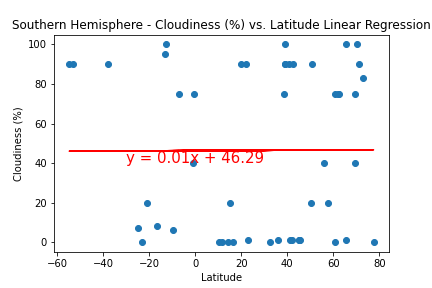 Southern Hemisphere - Cloudiness (%) vs. Latitude Linear Regression
100
80
60
40
20
0
Cloudiness (%)
y = 0.01x + 46.29
−60 −40 −20 0 20 40 60 80
Latitude